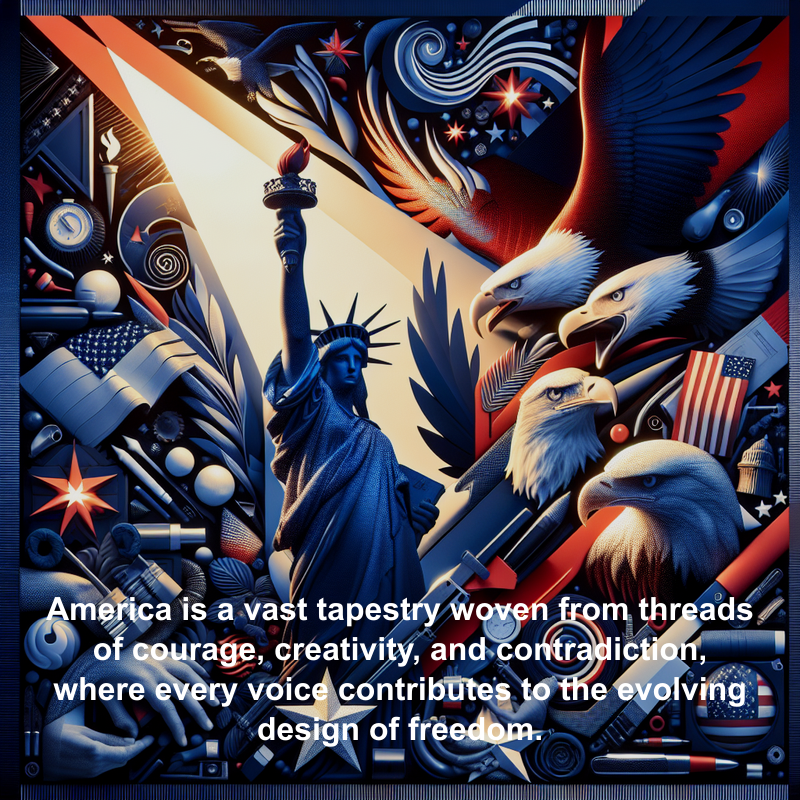 America is a vast tapestry woven from threads
of courage, creativity, and contradiction,
where every voice contributes to the evolving
design of freedom.